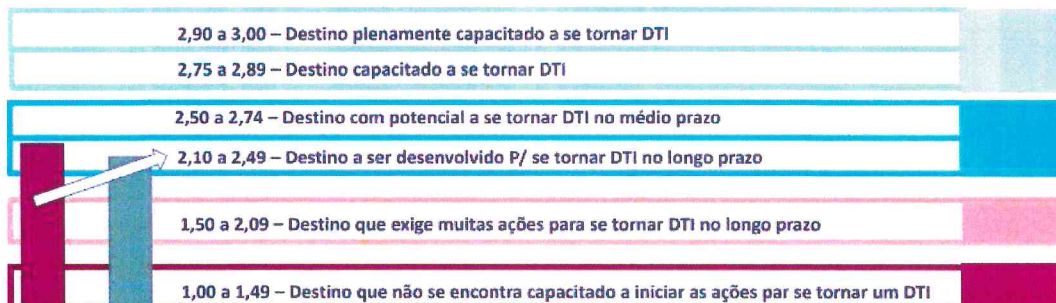 2,90 a 3,00 – Destino plenamente capacitado a se tornar DTI
2,75 a 2,89 – Destino capacitado a se tornar DTI
2,50 a 2,74 – Destino com potencial a se tornar DTI no médio prazo
2,10 a 2,49 – Destino a ser desenvolvido P/ se tornar DTI no longo prazo
1,50 a 2,09 – Destino que exige muitas ações para se tornar DTI no longo prazo
1,00 a 1,49 – Destino que não se encontra capacitado a iniciar as ações par se tornar um DTI